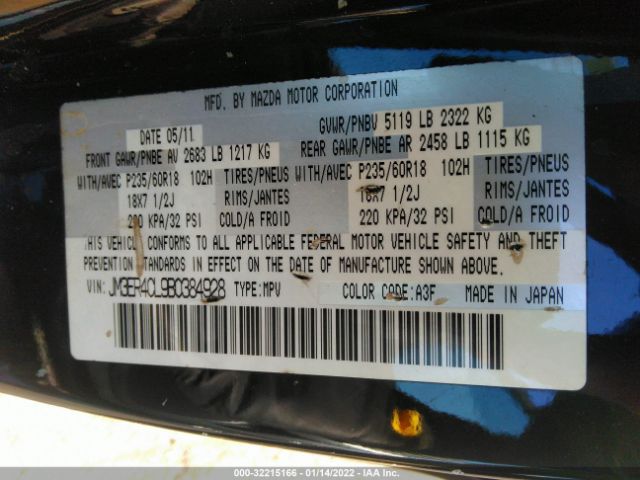 MFD. BY MAZDA MOTOR CORPORATION
DATE 05/11 GVWR/PNBV 5119 LB 2322 KG
FRONT GAWR/PNBE AV 2683 LB 1217 KG REAR GAWR/PNBE AR 2458 LB 1115 KG
WITH/AVEC P235/60R18 102H TIRES/PNEUS WITH/AVEC P235/60R18 102H TIRES/PNEUS
18X7 1/2J RIMS/JANTES 18X7 1/2J RIMS/JANTES
220 KPA/32 PSI COLD/A FROID 220 KPA/32 PSI COLD/A FROID
THIS VEHICLE CONFORMS TO ALL APPLICABLE FEDERAL MOTOR VEHICLE SAFETY AND THEFT
PREVENTION STANDARDS IN EFFECT ON THE DATE OF MANUFACTURE SHOWN ABOVE.
VIN: JM3ER4CL9B0384928 TYPE: MPV COLOR CODE: A3F MADE IN JAPAN
000-32215166 - 01/14/2022 - IAA Inc.